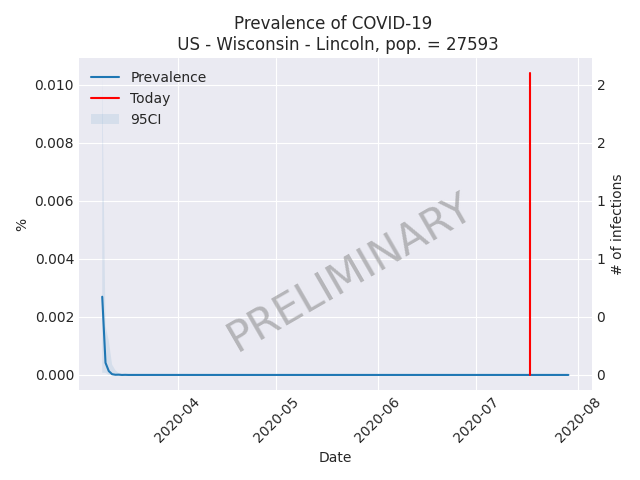 Prevalence of COVID-19
US - Wisconsin - Lincoln, pop. = 27593
Prevalence
Today
95CI
0.010
0.008
0.006
0.004
0.002
0.000
%
2
2
1
1
0
0
# of infections
PRELIMINARY
2020-04
2020-05
2020-06
2020-07
2020-08
Date